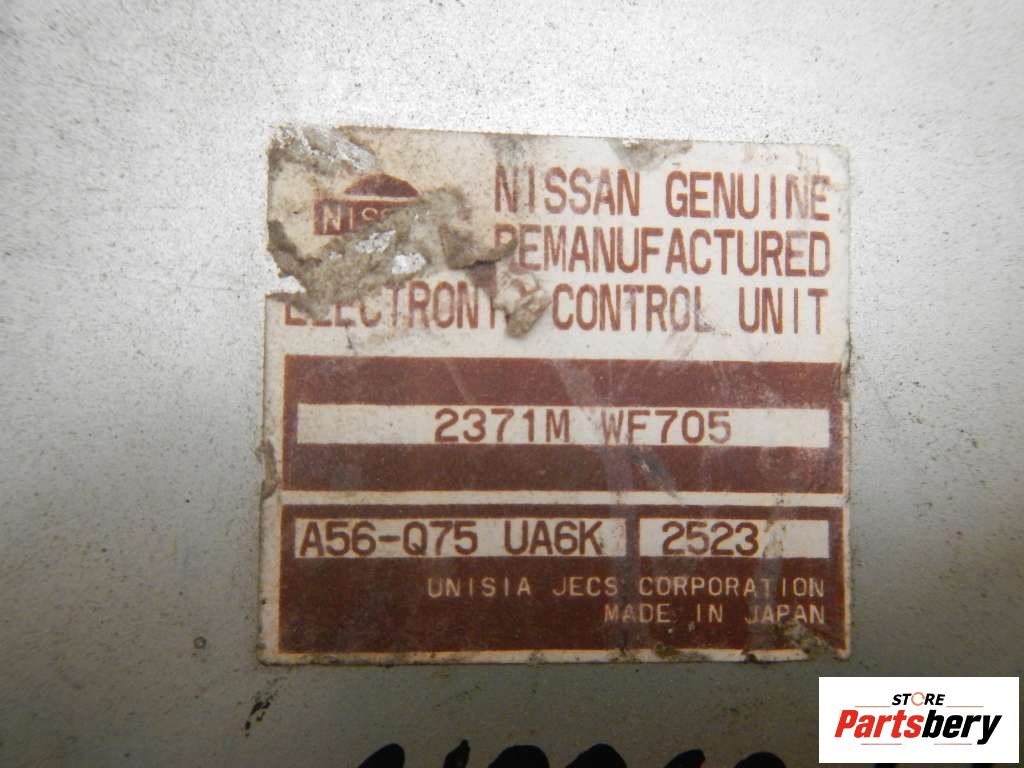 NISSAN GENUINE
REMANUFACTURED
CONTROL UNIT
2371M WF705
A56-Q75 UA6K 2523
UNISIA JECS CORPORATION
MADE IN JAPAN
STORE
Partsbery